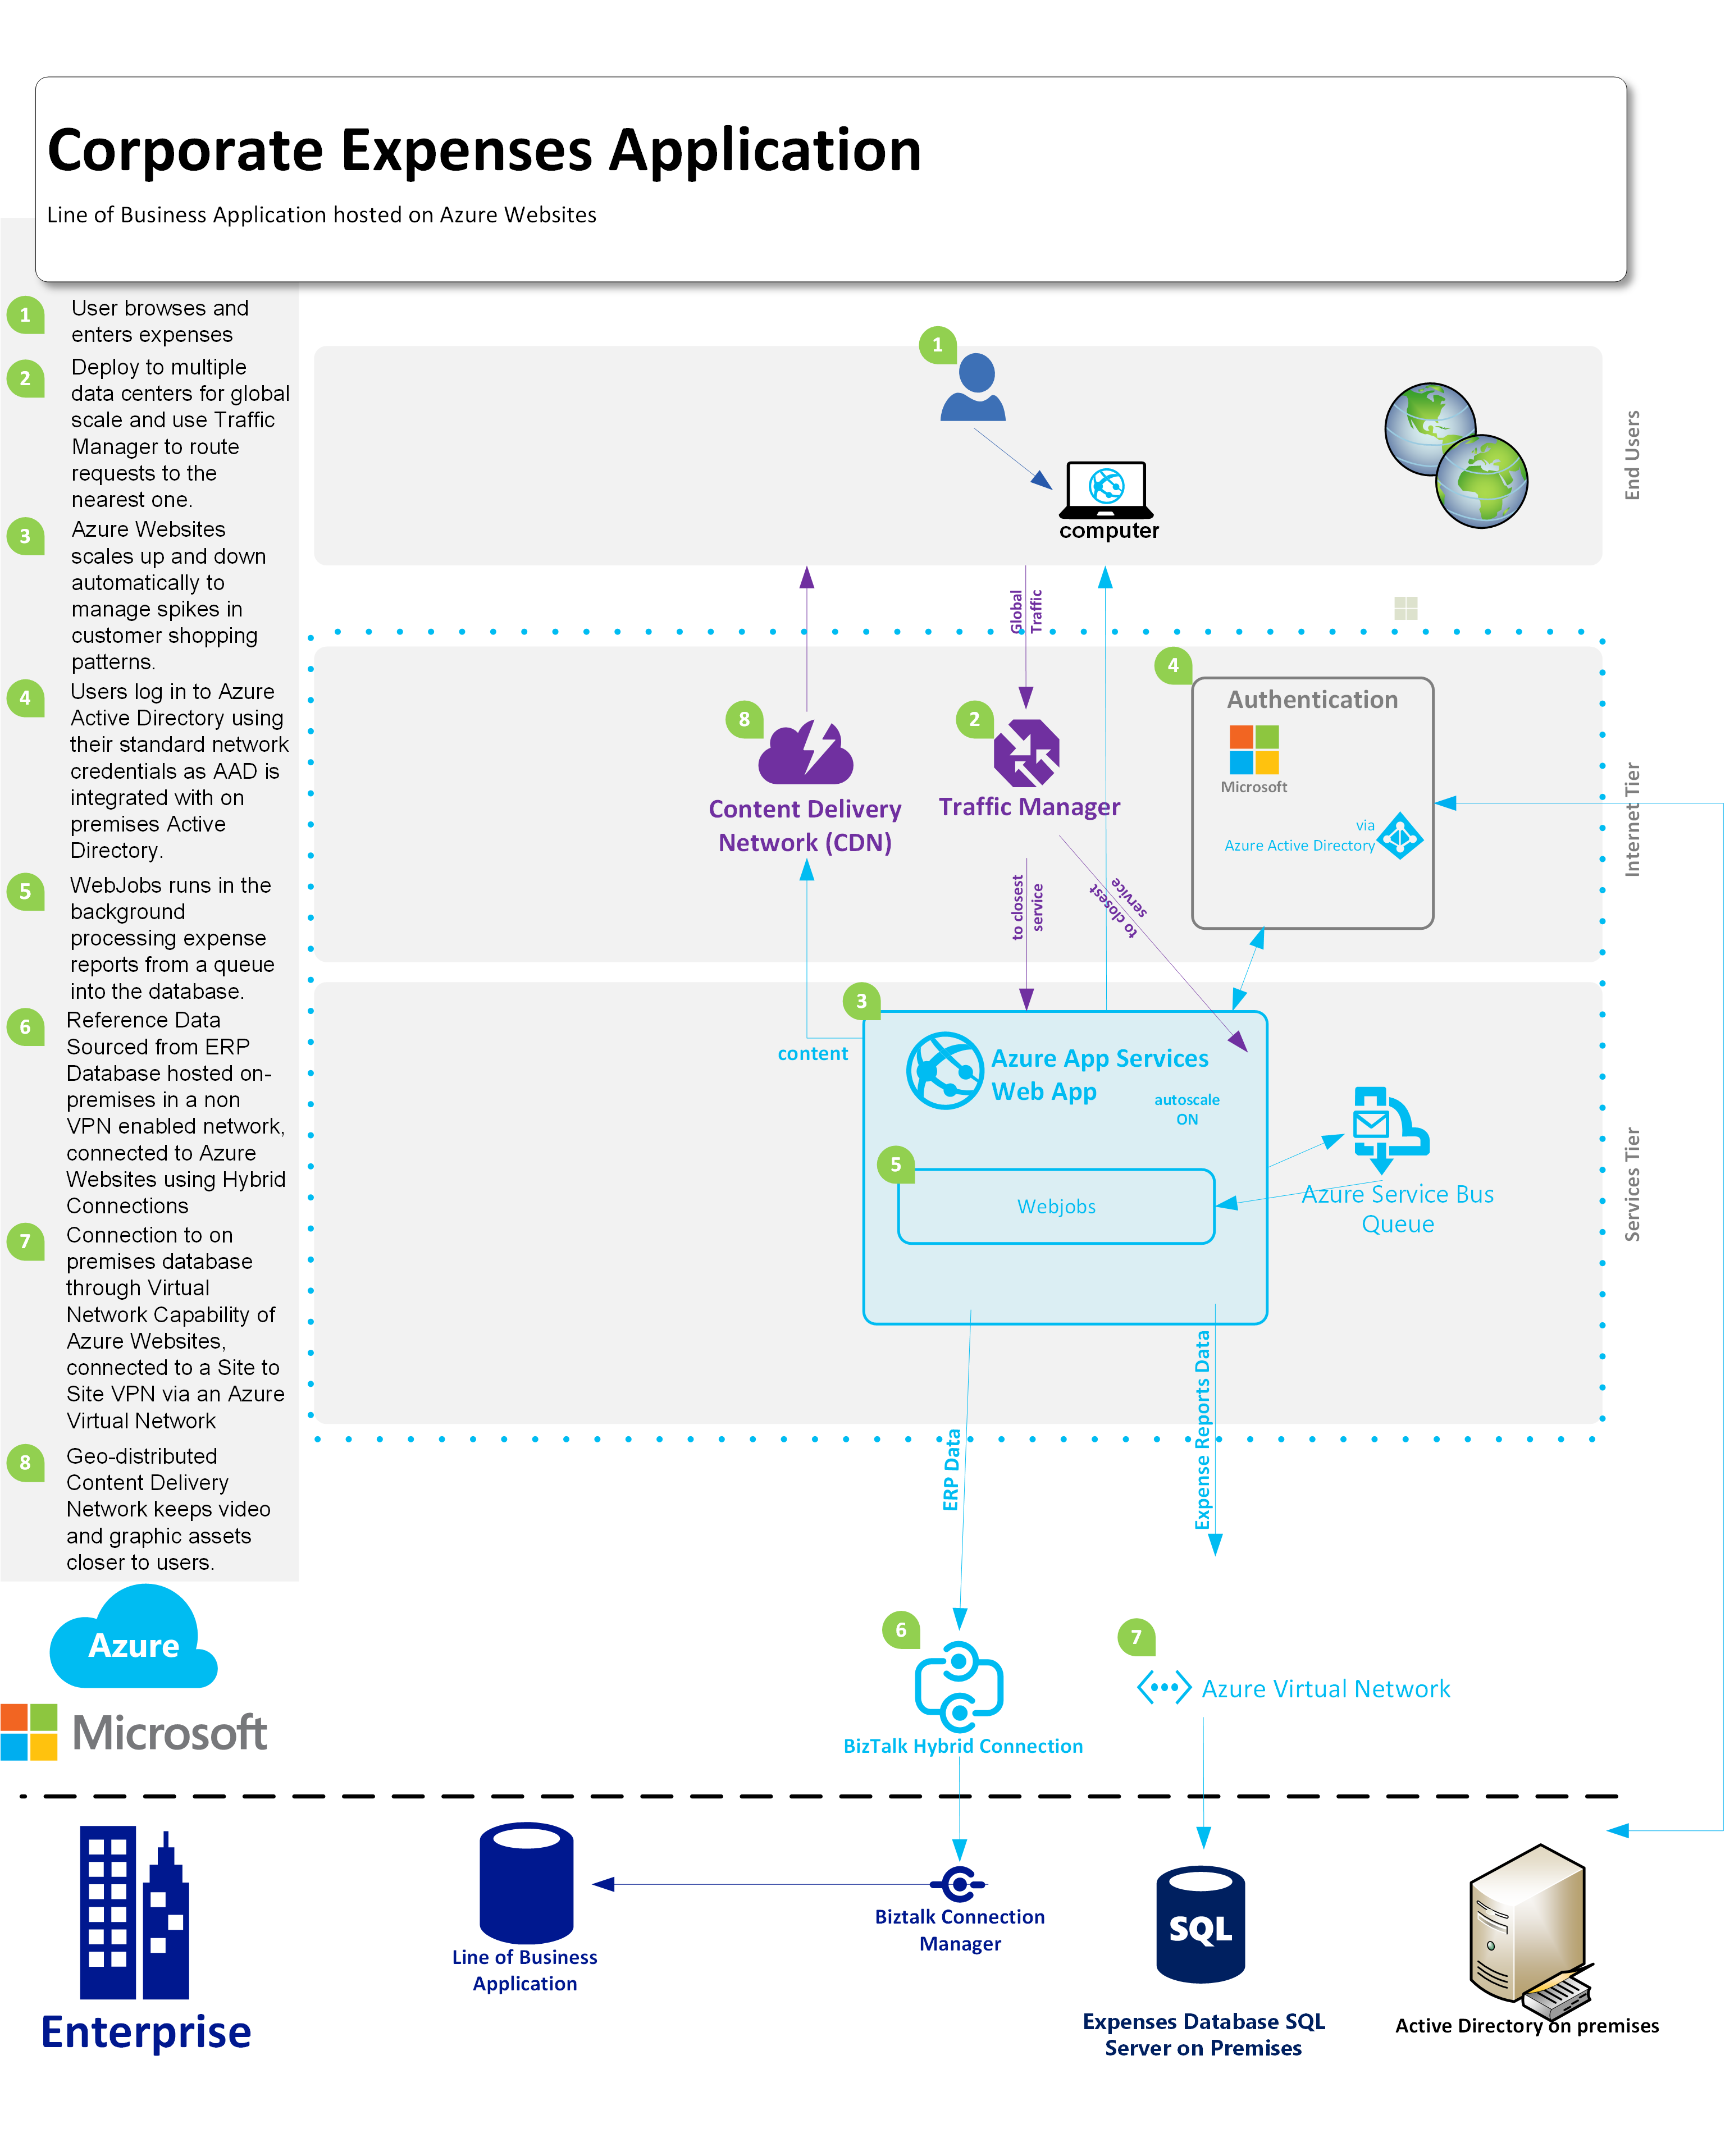 Corporate Expenses Application
Line of Business Application hosted on Azure Websites
1
User browses and
enters expenses
2
Deploy to multiple
data centers for global
scale and use Traffic
Manager to route
requests to the
nearest one.
3
Azure Websites
scales up and down
automatically to
manage spikes in
customer shopping
patterns.
4
Users log in to Azure
Active Directory using
their standard network
credentials as AAD is
integrated with on
premises Active
Directory.
5
WebJobs runs in the
background
processing expense
reports from a queue
into the database.
6
Reference Data
Sourced from ERP
Database hosted on-
premises in a non
VPN enabled network,
connected to Azure
Websites using Hybrid
Connections
7
Connection to on
premises database
through Virtual
Network Capability of
Azure Websites,
connected to a Site to
Site VPN via an Azure
Virtual Network
8
Geo-distributed
Content Delivery
Network keeps video
and graphic assets
closer to users.
Azure
Microsoft
1
computer
End Users
Global
Traffic
8
Content Delivery
Network (CDN)
2
Traffic Manager
4
Authentication
Microsoft
via
Azure Active Directory
Internet Tier
to closest
service
to closest
service
content
3
Azure App Services
Web App
autoscale
ON
5
Webjobs
Azure Service Bus
Queue
Services Tier
ERP Data
Expense Reports Data
6
BizTalk Hybrid Connection
7
Azure Virtual Network
Enterprise
Line of Business
Application
Biztalk Connection
Manager
SQL
Expenses Database SQL
Server on Premises
Active Directory on premises